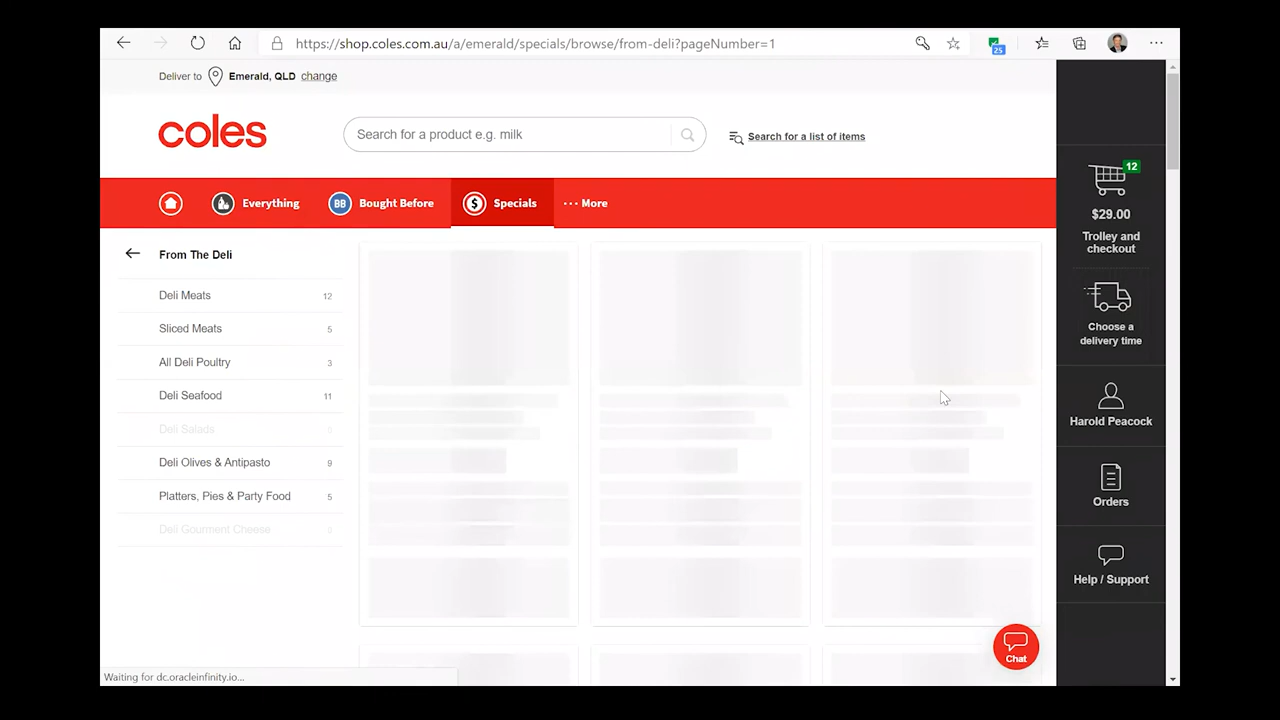 https://shop.coles.com.au/a/emerald/specials/browse/from-deli?pageNumber=1
25
Deliver to Emerald, QLD change
coles
Search for a product e.g. milk
Search for a list of items
Everything
BB Bought Before
$ Specials
··· More
12
$29.00
Trolley and
checkout
Choose a
delivery time
Harold Peacock
Orders
Help / Support
From The Deli
Deli Meats 12
Sliced Meats 5
All Deli Poultry 3
Deli Seafood 11
Deli Salads 0
Deli Olives & Antipasto 9
Platters, Pies & Party Food 5
Deli Gourment Cheese 0
Chat
Waiting for dc.oracleinfinity.io...